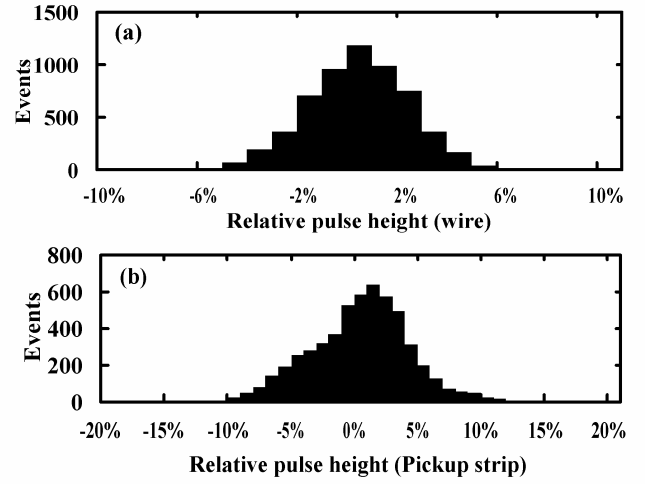 1500
(a)
1000
Events
500
0
-10% -6% -2% 2% 6% 10%
Relative pulse height (wire)
800
(b)
600
Events
400
200
0
-20% -15% -10% -5% 0% 5% 10% 15% 20%
Relative pulse height (Pickup strip)